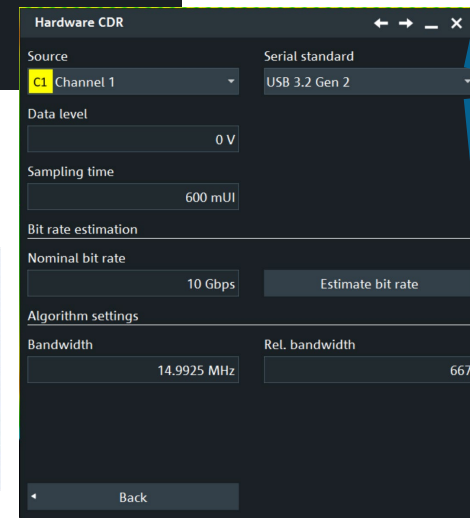 Hardware CDR
Source
Serial standard
C1 Channel 1
USB 3.2 Gen 2
Data level
0 V
Sampling time
600 mUI
Bit rate estimation
Nominal bit rate
10 Gbps
Estimate bit rate
Algorithm settings
Bandwidth
Rel. bandwidth
14.9925 MHz
667
Back